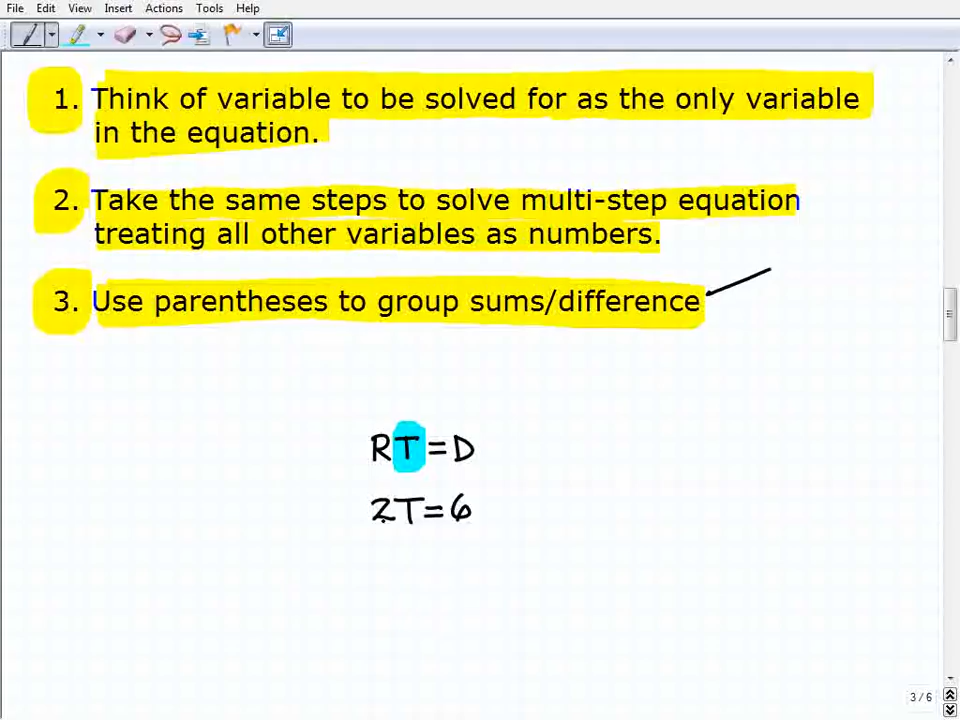 File Edit View Insert Actions Tools Help
1. Think of variable to be solved for as the only variable
in the equation.
2. Take the same steps to solve multi-step equation
treating all other variables as numbers.
3. Use parentheses to group sums/difference
RT=D
2T=6
3/6